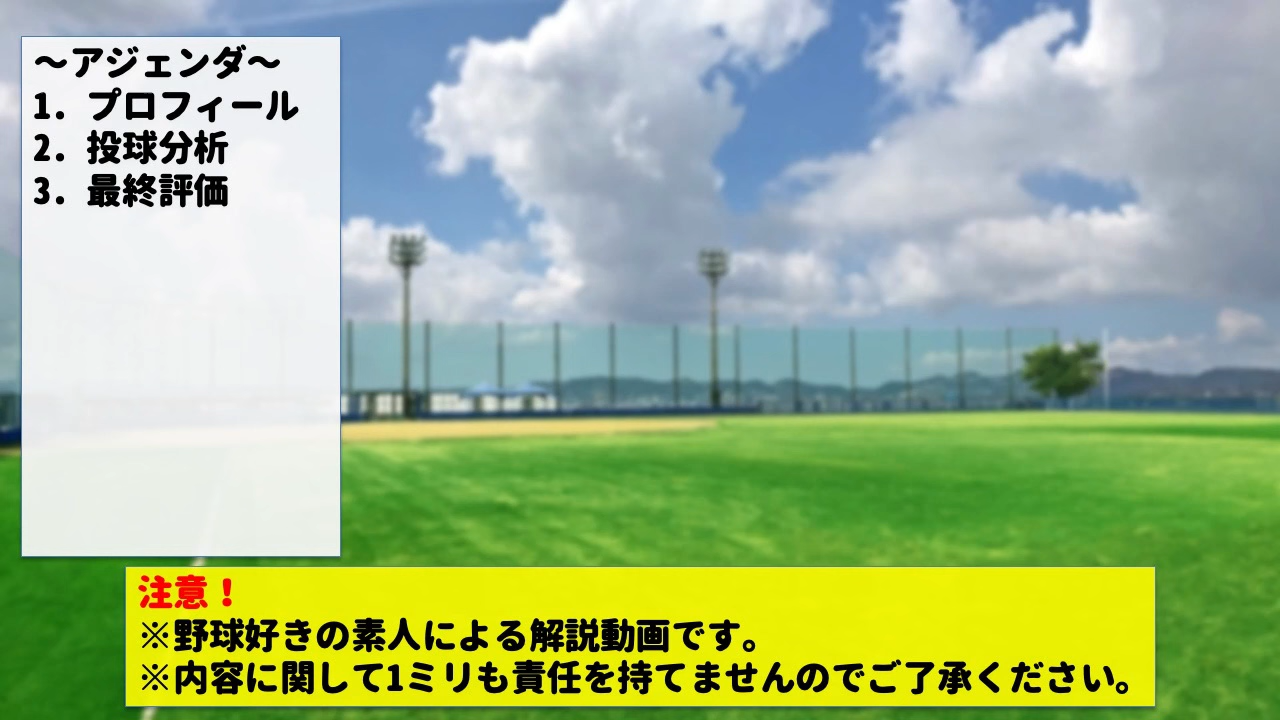 ～アジェンダ～
1．プロフィール
2．投球分析
3．最終評価
注意！
※野球好きの素人による解説動画です。
※内容に関して1ミリも責任を持てませんのでご了承ください。